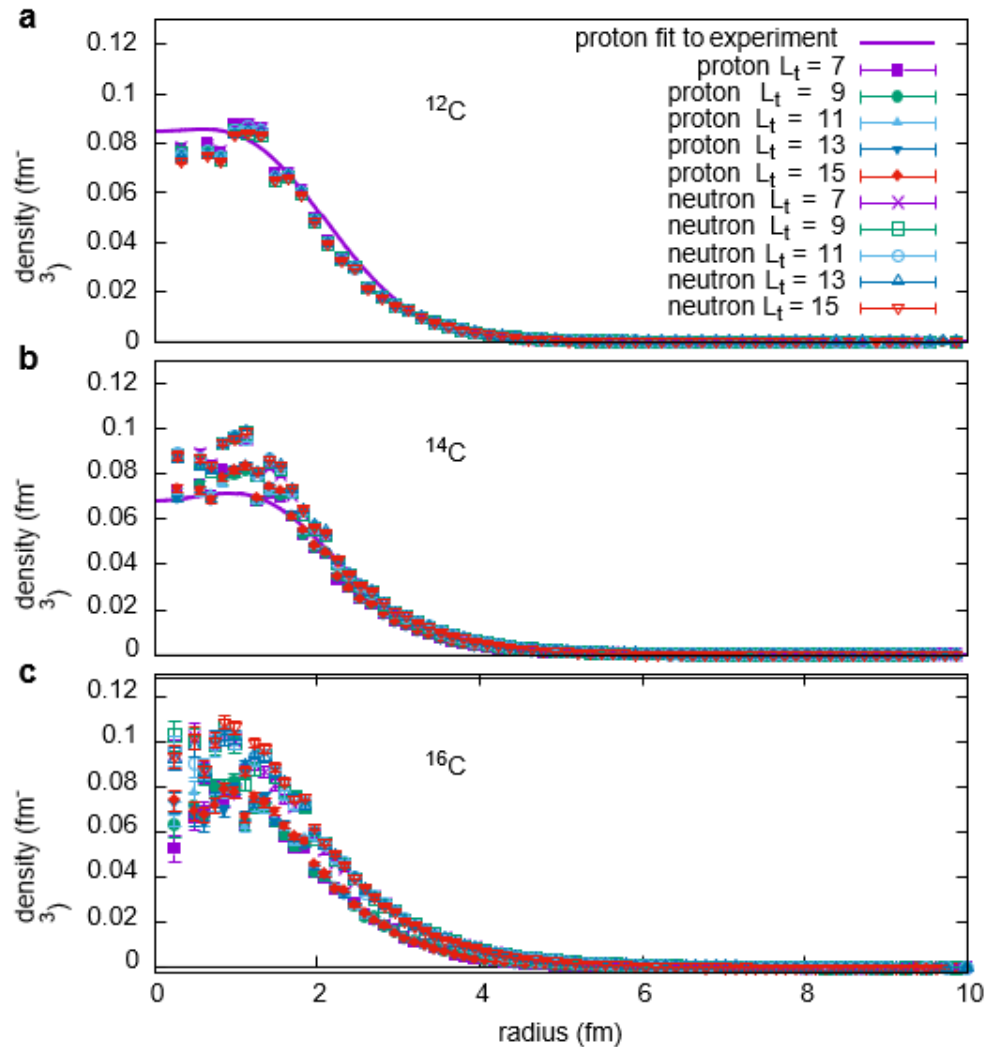 a
0.12
0.1
0.08
0.06
0.04
0.02
0
density (fm⁻
³)
¹²C
proton fit to experiment
proton L_t = 7
proton L_t = 9
proton L_t = 11
proton L_t = 13
proton L_t = 15
neutron L_t = 7
neutron L_t = 9
neutron L_t = 11
neutron L_t = 13
neutron L_t = 15
b
0.12
0.1
0.08
0.06
0.04
0.02
0
density (fm⁻
³)
¹⁴C
c
0.12
0.1
0.08
0.06
0.04
0.02
0
density (fm⁻
³)
¹⁶C
0 2 4 6 8 10
radius (fm)